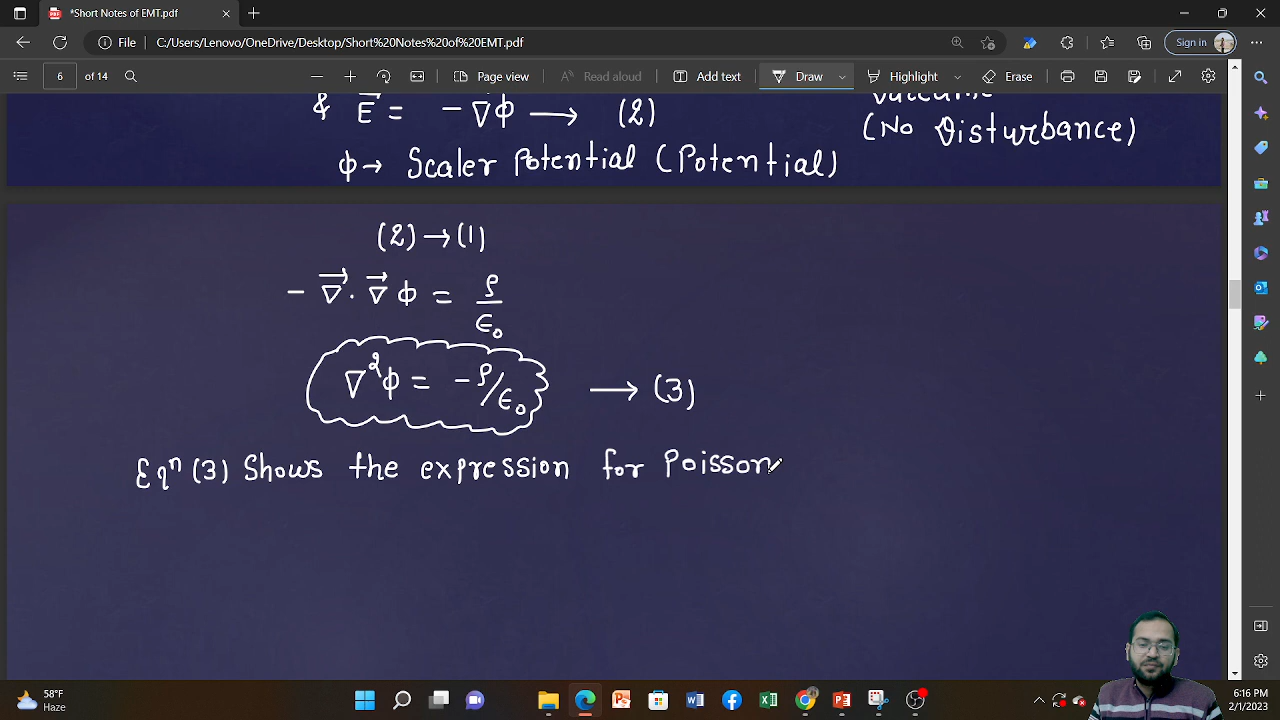 *Short Notes of EMT.pdf
File C:/Users/Lenovo/OneDrive/Desktop/Short%20Notes%20of%20EMT.pdf Sign in
6 of 14 Page view Read aloud Add text Draw Highlight Erase
& E⃗ = − ∇⃗ϕ → (2)
(No Disturbance)
ϕ → Scaler Potential (Potential)
(2) → (1)
− ∇⃗ · ∇⃗ ϕ = ρ/ϵ₀
∇²ϕ = −ρ/ϵ₀ → (3)
Eqⁿ (3) Shows the expression for Poisson
58°F
Haze
6:16 PM
2/1/2023